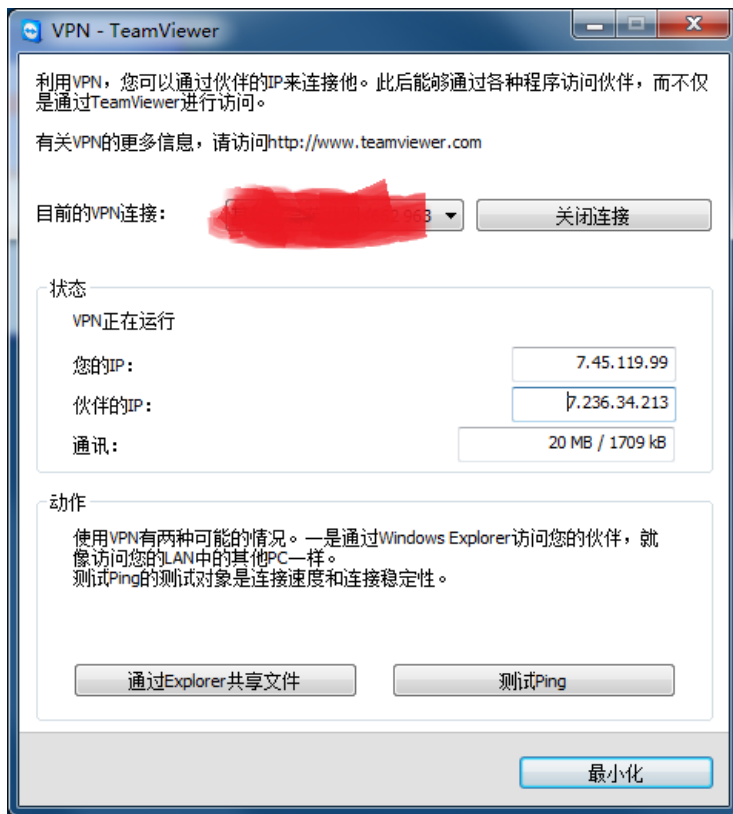 VPN - TeamViewer
利用VPN，您可以通过伙伴的IP来连接他。此后能够通过各种程序访问伙伴，而不仅
是通过TeamViewer进行访问。
有关VPN的更多信息，请访问http://www.teamviewer.com
目前的VPN连接： 963 关闭连接
状态
VPN正在运行
您的IP： 7.45.119.99
伙伴的IP： 7.236.34.213
通讯： 20 MB / 1709 kB
动作
使用VPN有两种可能的情况。一是通过Windows Explorer访问您的伙伴，就
像访问您的LAN中的其他PC一样。
测试Ping的测试对象是连接速度和连接稳定性。
通过Explorer共享文件 测试Ping
最小化